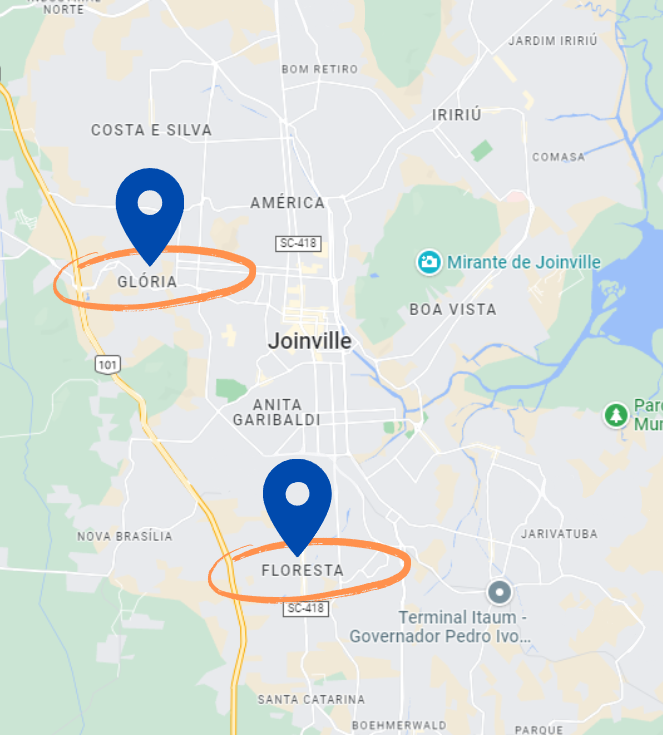 NORTE
JARDIM IRIRIÚ
BOM RETIRO
IRIRIÚ
COSTA E SILVA
COMASA
AMÉRICA
SC-418
Mirante de Joinville
GLÓRIA
BOA VISTA
Joinville
101
ANITA
GARIBALDI
Parq
Mun
NOVA BRASÍLIA
JARIVATUBA
FLORESTA
SC-418
Terminal Itaum -
Governador Pedro Ivo...
SANTA CATARINA
BOEHMERWALD
PARQUE